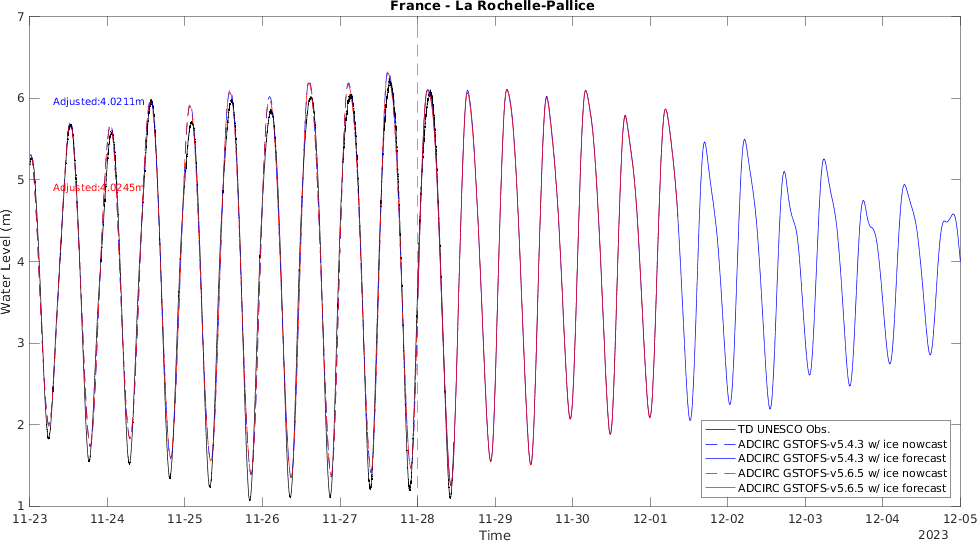 France - La Rochelle-Pallice
7
6
5
4
3
2
1
Water Level (m)
Adjusted:4.0211m
Adjusted:4.0245m
TD UNESCO Obs.
ADCIRC GSTOFS-v5.4.3 w/ ice nowcast
ADCIRC GSTOFS-v5.4.3 w/ ice forecast
ADCIRC GSTOFS-v5.6.5 w/ ice nowcast
ADCIRC GSTOFS-v5.6.5 w/ ice forecast
11-23 11-24 11-25 11-26 11-27 11-28 11-29 11-30 12-01 12-02 12-03 12-04 12-05
Time
2023